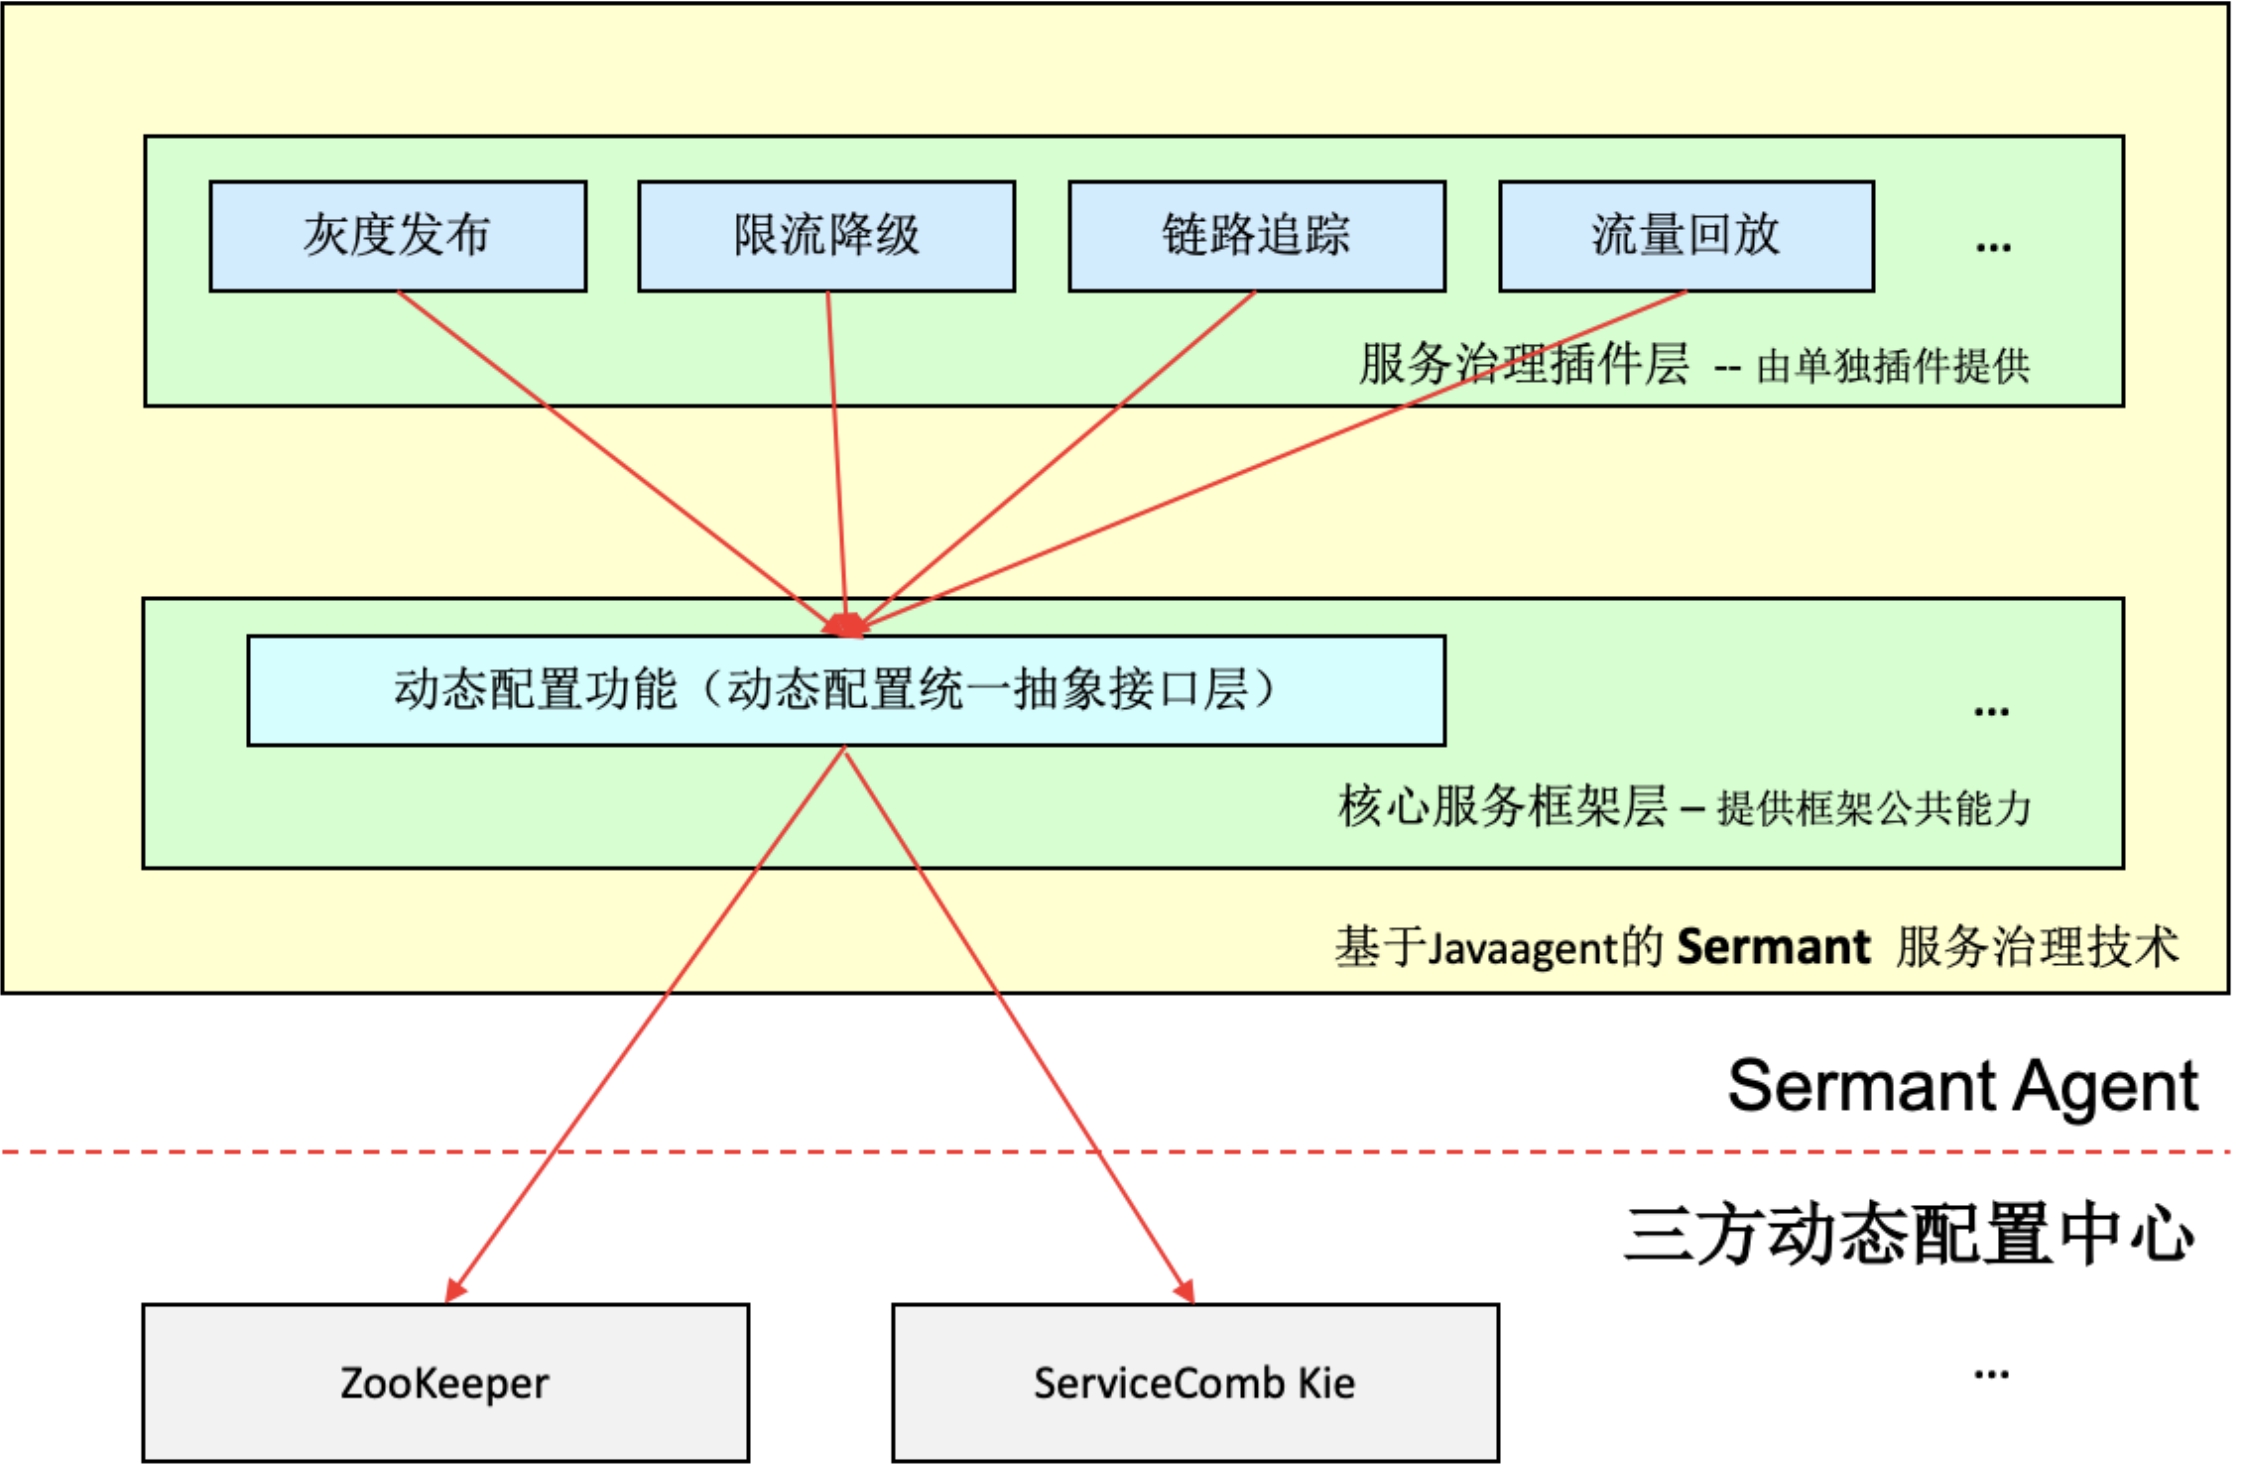 灰度发布
限流降级
链路追踪
流量回放
...
服务治理插件层 -- 由单独插件提供
动态配置功能（动态配置统一抽象接口层）
...
核心服务框架层 – 提供框架公共能力
基于Javaagent的 Sermant 服务治理技术
Sermant Agent
三方动态配置中心
ZooKeeper
ServiceComb Kie
...